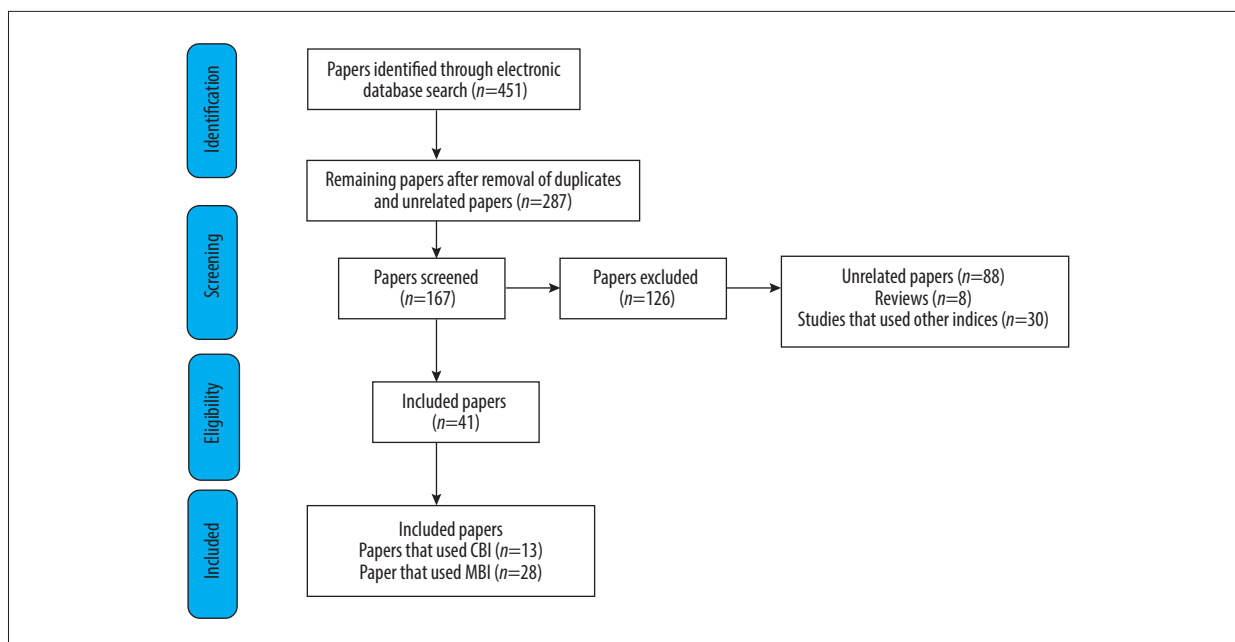 Identification
Papers identified through electronic
database search (n=451)
Remaining papers after removal of duplicates
and unrelated papers (n=287)
Screening
Papers screened
(n=167)
Papers excluded
(n=126)
Unrelated papers (n=88)
Reviews (n=8)
Studies that used other indices (n=30)
Eligibility
Included papers
(n=41)
Included
Included papers
Papers that used CBI (n=13)
Paper that used MBI (n=28)